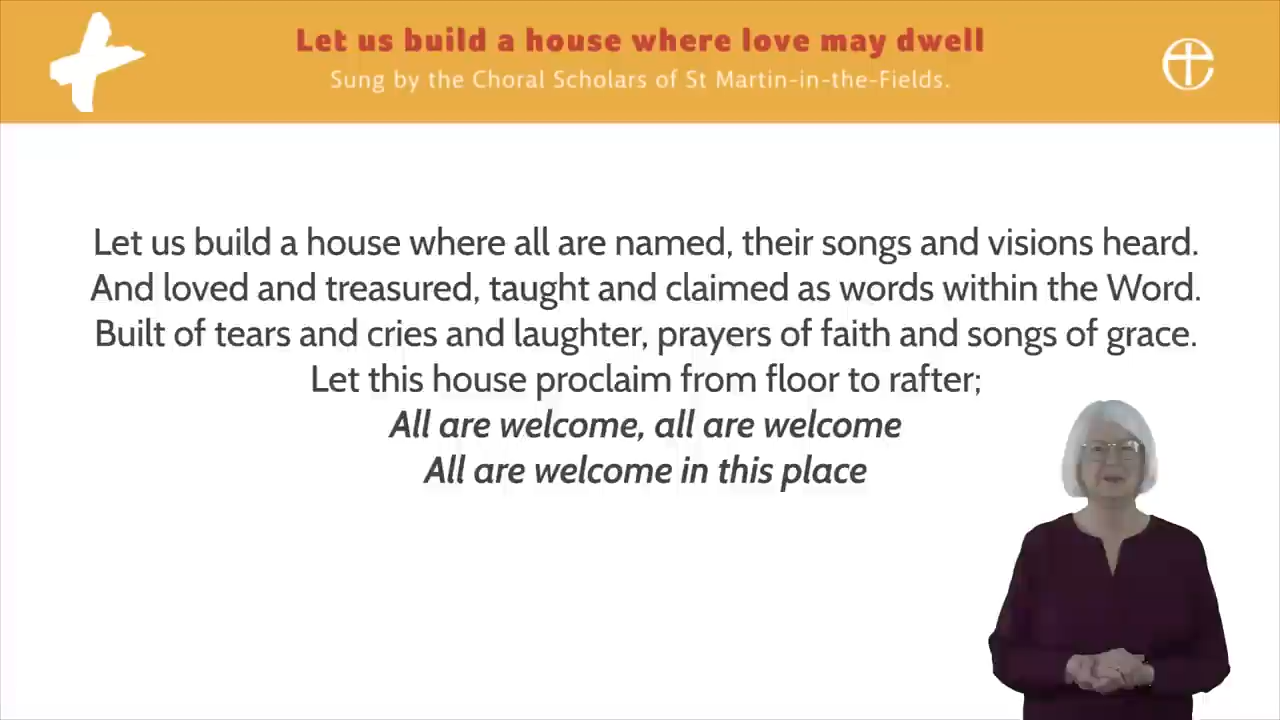 Let us build a house where love may dwell
Sung by the Choral Scholars of St Martin-in-the-Fields.
Let us build a house where all are named, their songs and visions heard.
And loved and treasured, taught and claimed as words within the Word.
Built of tears and cries and laughter, prayers of faith and songs of grace.
Let this house proclaim from floor to rafter;
All are welcome, all are welcome
All are welcome in this place